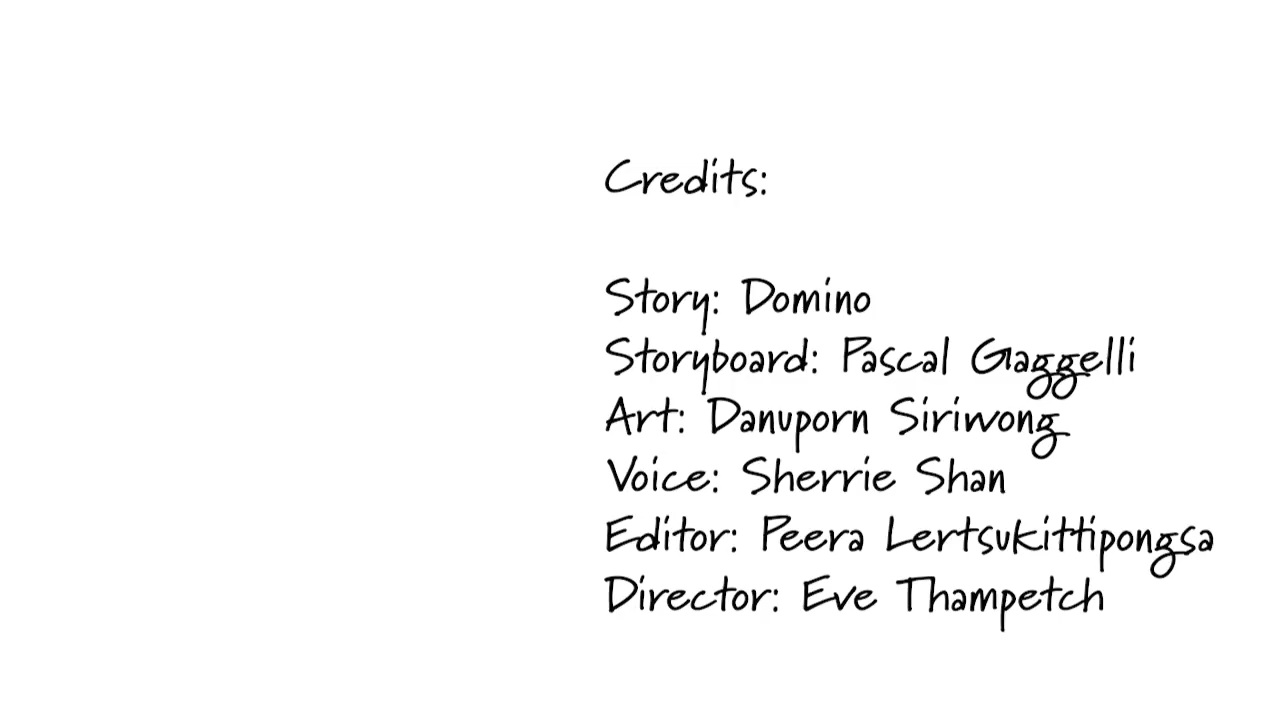 Credits:
Story: Domino
Storyboard: Pascal Gaggelli
Art: Danuporn Siriwong
Voice: Sherrie Shan
Editor: Peera Lertsukittipongsa
Director: Eve Thampetch